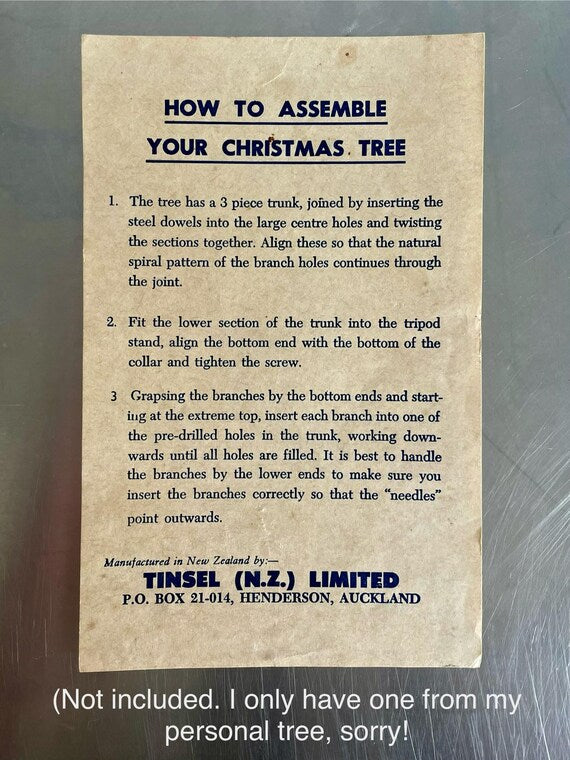 HOW TO ASSEMBLE
YOUR CHRISTMAS TREE
1. The tree has a 3 piece trunk, joined by inserting the
steel dowels into the large centre holes and twisting
the sections together. Align these so that the natural
spiral pattern of the branch holes continues through
the joint.
2. Fit the lower section of the trunk into the tripod
stand, align the bottom end with the bottom of the
collar and tighten the screw.
3 Grapsing the branches by the bottom ends and start-
ing at the extreme top, insert each branch into one of
the pre-drilled holes in the trunk, working down-
wards until all holes are filled. It is best to handle
the branches by the lower ends to make sure you
insert the branches correctly so that the "needles"
point outwards.
Manufactured in New Zealand by:—
TINSEL (N.Z.) LIMITED
P.O. BOX 21-014, HENDERSON, AUCKLAND
(Not included. I only have one from my
personal tree, sorry!